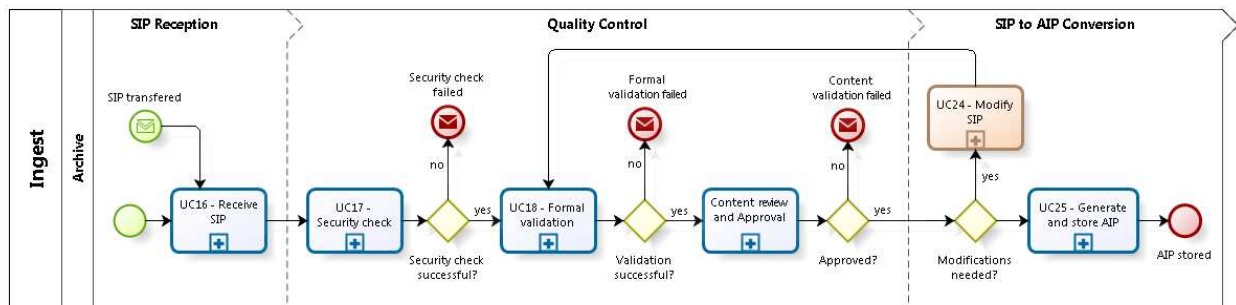 SIP Reception
Quality Control
SIP to AIP Conversion
Ingest
Archive
SIP transfered
UC16 - Receive
SIP
UC17 -
Security check
Security check
failed
no
yes
Security check
successful?
UC18 - Formal
validation
Formal
validation failed
no
yes
Validation
successful?
Content review
and Approval
Content
validation failed
no
yes
Approved?
UC24 - Modify
SIP
yes
Modifications
needed?
UC25 - Generate
and store AIP
AIP stored